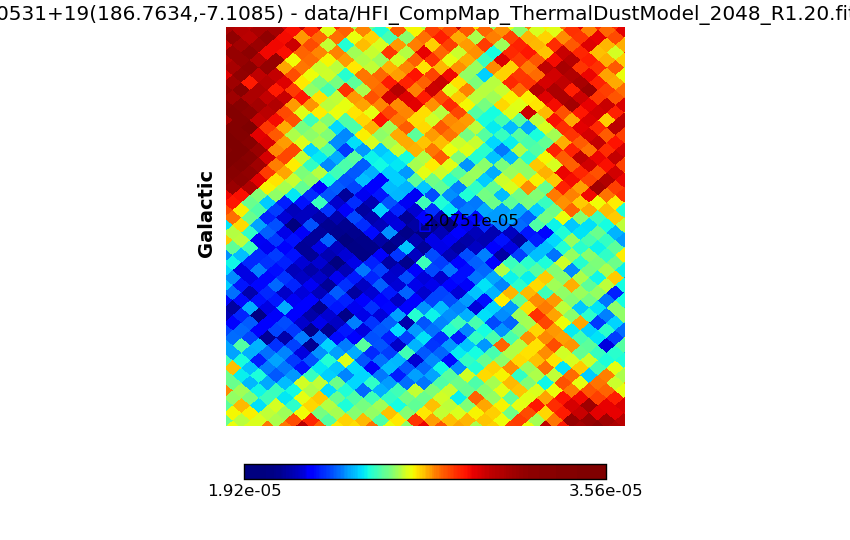 0531+19(186.7634,-7.1085) - data/HFI_CompMap_ThermalDustModel_2048_R1.20.fit
Galactic
2.0751e-05
1.92e-05 3.56e-05